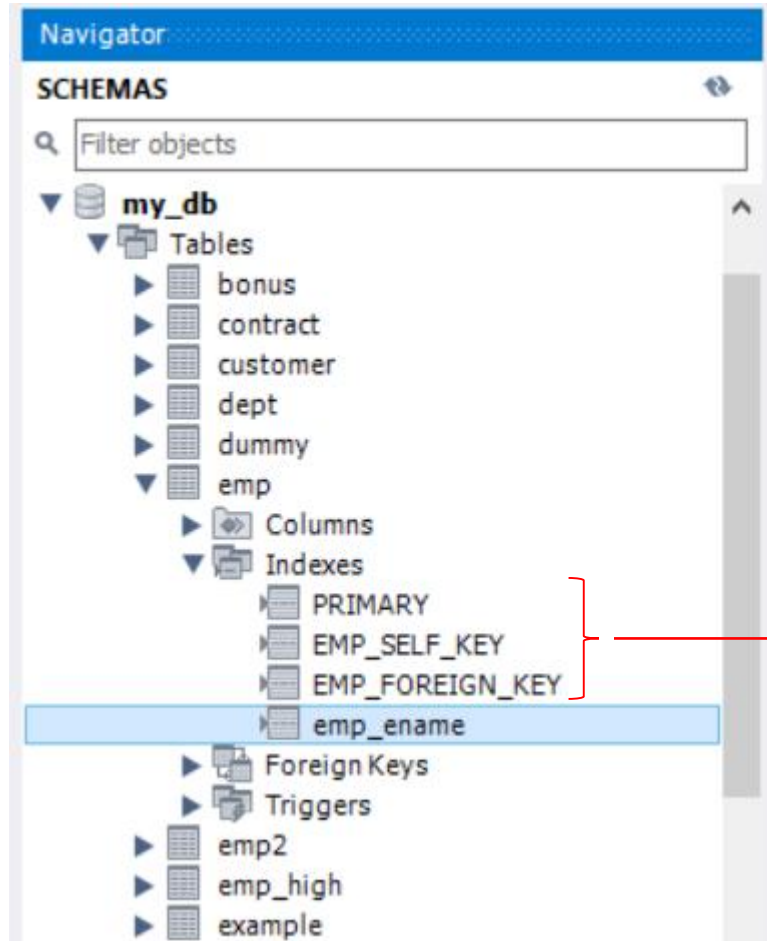 Navigator
SCHEMAS
Filter objects
my_db
Tables
bonus
contract
customer
dept
dummy
emp
Columns
Indexes
PRIMARY
EMP_SELF_KEY
EMP_FOREIGN_KEY
emp_ename
Foreign Keys
Triggers
emp2
emp_high
example